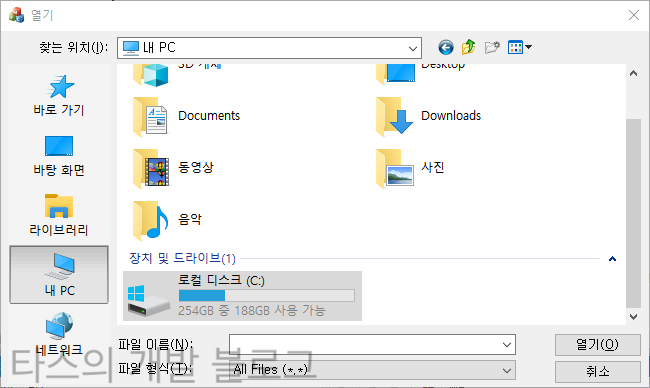 열기
찾는 위치(I):
내 PC
3D 개체
Desktop
바로 가기
Documents
Downloads
바탕 화면
동영상
사진
라이브러리
음악
장치 및 드라이브(1)
내 PC
로컬 디스크 (C:)
254GB 중 188GB 사용 가능
네트워크
파일 이름(N):
열기(O)
파일 형식(T):
All Files (*.*)
취소
타스의 개발 블로그